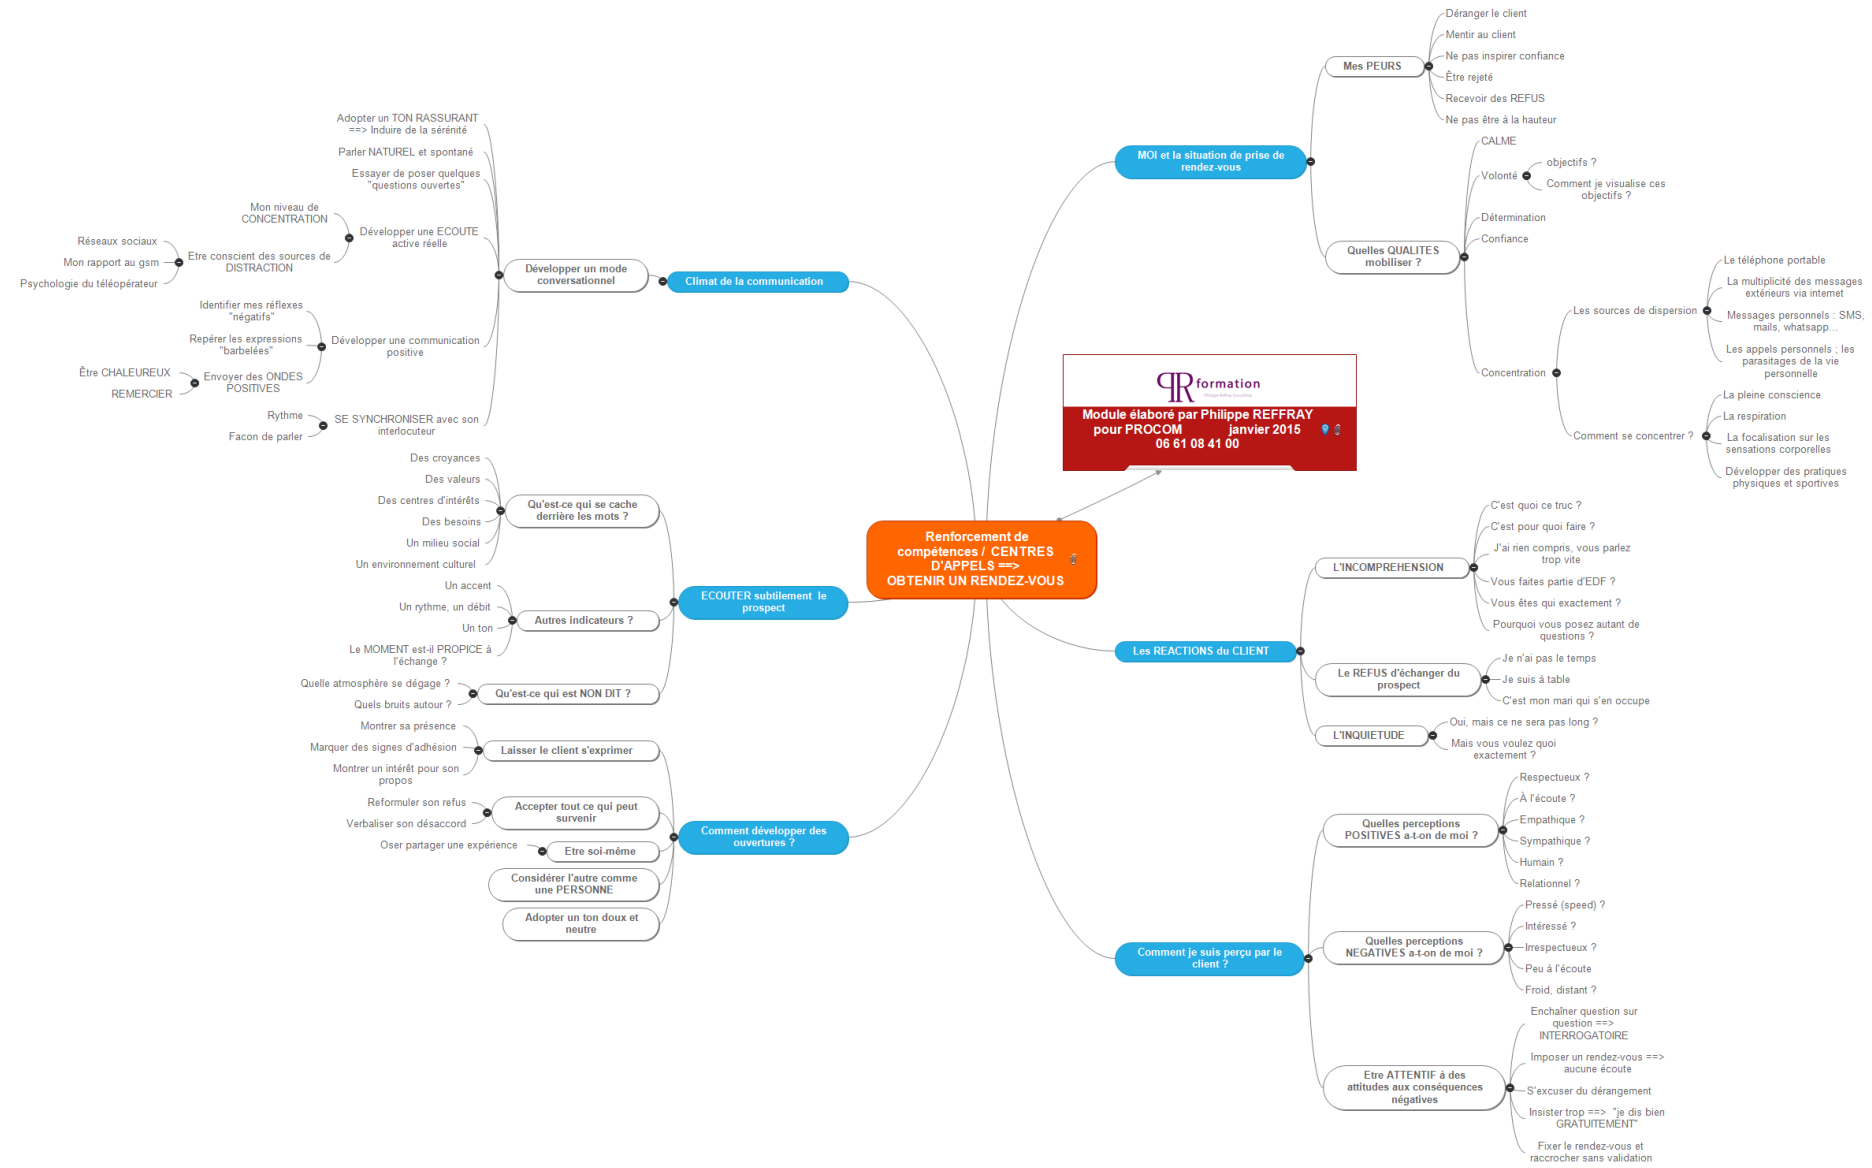 Renforcement de
compétences /  CENTRES
D'APPELS ==>
OBTENIR UN RENDEZ-VOUS
PR formation
Philippe Reffray Consulting
Module élaboré par Philippe REFFRAY
pour PROCOM janvier 2015
06 61 08 41 00
MOI et la situation de prise de
rendez-vous
Mes PEURS
Déranger le client
Mentir au client
Ne pas inspirer confiance
Être rejeté
Recevoir des REFUS
Ne pas être à la hauteur
Quelles QUALITES
mobiliser ?
CALME
Volonté
objectifs ?
Comment je visualise ces
objectifs ?
Détermination
Confiance
Concentration
Les sources de dispersion
Le téléphone portable
La multiplicité des messages
extérieurs via internet
Messages personnels : SMS,
mails, whatsapp...
Les appels personnels ; les
parasitages de la vie
personnelle
Comment se concentrer ?
La pleine conscience
La respiration
La focalisation sur les
sensations corporelles
Développer des pratiques
physiques et sportives
Les REACTIONS du CLIENT
L'INCOMPREHENSION
C'est quoi ce truc ?
C'est pour quoi faire ?
J'ai rien compris, vous parlez
trop vite
Vous faites partie d'EDF ?
Vous êtes qui exactement ?
Pourquoi vous posez autant de
questions ?
Le REFUS d'échanger du
prospect
Je n'ai pas le temps
Je suis à table
C'est mon mari qui s'en occupe
L'INQUIETUDE
Oui, mais ce ne sera pas long ?
Mais vous voulez quoi
exactement ?
Comment je suis perçu par le
client ?
Quelles perceptions
POSITIVES a-t-on de moi ?
Respectueux ?
À l'écoute ?
Empathique ?
Sympathique ?
Humain ?
Relationnel ?
Quelles perceptions
NEGATIVES a-t-on de moi ?
Pressé (speed) ?
Intéressé ?
Irrespectueux ?
Peu à l'écoute
Froid, distant ?
Etre ATTENTIF à des
attitudes aux conséquences
négatives
Enchaîner question sur
question ==>
INTERROGATOIRE
Imposer un rendez-vous ==>
aucune écoute
S'excuser du dérangement
Insister trop ==>  "je dis bien
GRATUITEMENT"
Fixer le rendez-vous et
raccrocher sans validation
Climat de la communication
Développer un mode
conversationnel
Adopter un TON RASSURANT
==> Induire de la sérénité
Parler NATUREL et spontané
Essayer de poser quelques
"questions ouvertes"
Développer une ECOUTE
active réelle
Mon niveau de
CONCENTRATION
Etre conscient des sources de
DISTRACTION
Réseaux sociaux
Mon rapport au gsm
Psychologie du téléopérateur
Développer une communication
positive
Identifier mes réflexes
"négatifs"
Repérer les expressions
"barbelées"
Envoyer des ONDES
POSITIVES
Être CHALEUREUX
REMERCIER
SE SYNCHRONISER avec son
interlocuteur
Rythme
Facon de parler
ECOUTER subtilement  le
prospect
Qu'est-ce qui se cache
derrière les mots ?
Des croyances
Des valeurs
Des centres d'intérêts
Des besoins
Un milieu social
Un environnement culturel
Autres indicateurs ?
Un accent
Un rythme, un débit
Un ton
Le MOMENT est-il PROPICE à
l'échange ?
Qu'est-ce qui est NON DIT ?
Quelle atmosphère se dégage ?
Quels bruits autour ?
Comment développer des
ouvertures ?
Laisser le client s'exprimer
Montrer sa présence
Marquer des signes d'adhésion
Montrer un intérêt pour son
propos
Accepter tout ce qui peut
survenir
Reformuler son refus
Verbaliser son désaccord
Etre soi-même
Oser partager une expérience
Considérer l'autre comme
une PERSONNE
Adopter un ton doux et
neutre